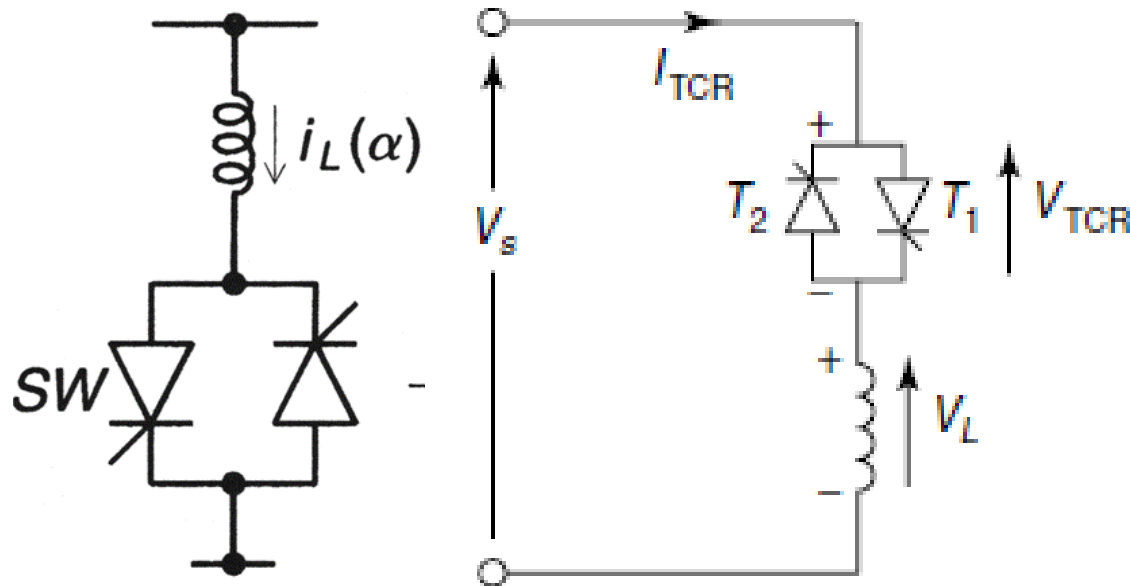 i_L(α)
SW
–
I_TCR
+
T_2
T_1
V_TCR
V_s
–
+
V_L
–